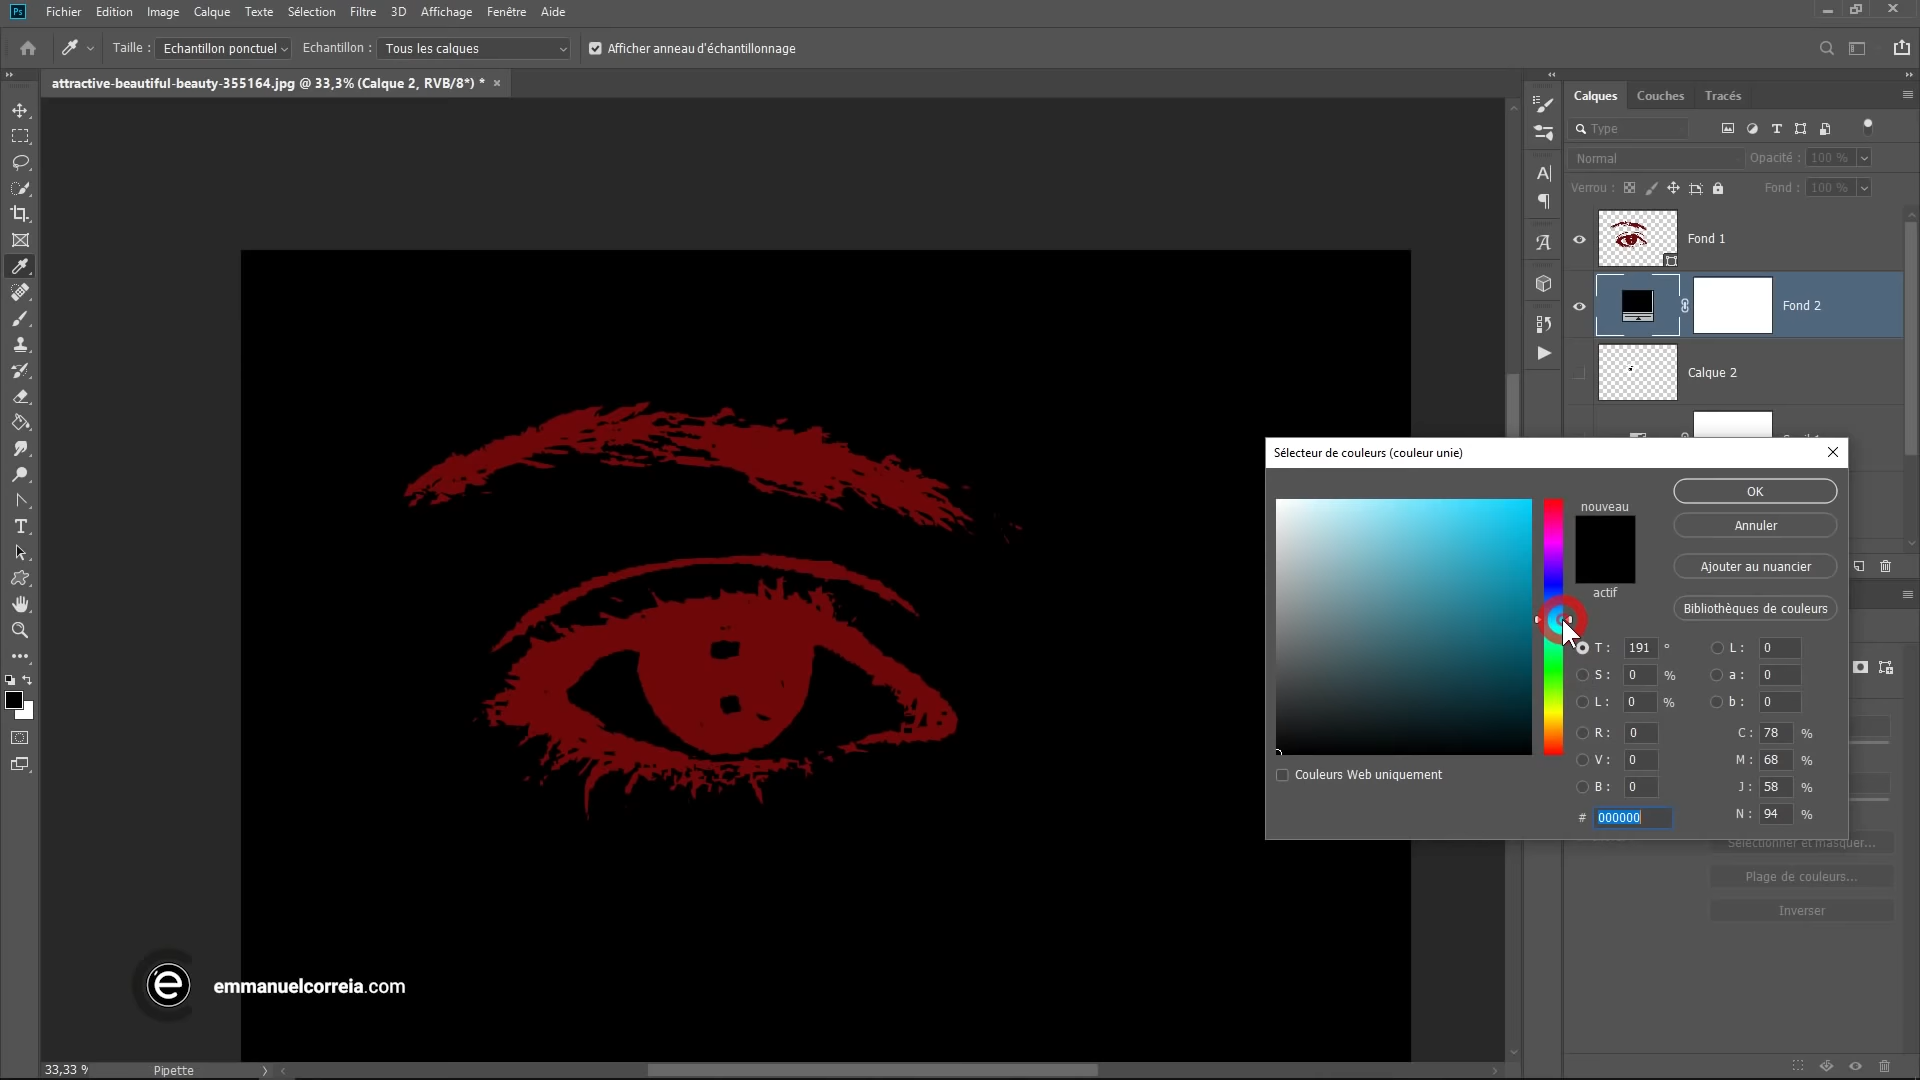 Ps Fichier Edition Image Calque Texte Sélection Filtre 3D Affichage Fenêtre Aide
Taille : Echantillon ponctuel Echantillon : Tous les calques Afficher anneau d'échantillonnage
attractive-beautiful-beauty-355164.jpg @ 33,3% (Calque 2, RVB/8*) * ×
Calques Couches Tracés
Type
Normal Opacité : 100 %
Verrou : Fond : 100 %
Fond 1
Fond 2
Calque 2
Sélecteur de couleurs (couleur unie)
OK
nouveau
Annuler
Ajouter au nuancier
actif
Bibliothèques de couleurs
T : 191 ° L : 0
S : 0 % a : 0
L : 0 % b : 0
R : 0 C : 78 %
V : 0 M : 68 %
B : 0 J : 58 %
# 000000 N : 94 %
Couleurs Web uniquement
Sélectionner et masquer...
Plage de couleurs...
Inverser
e emmanuelcorreia.com
33,33 % Pipette